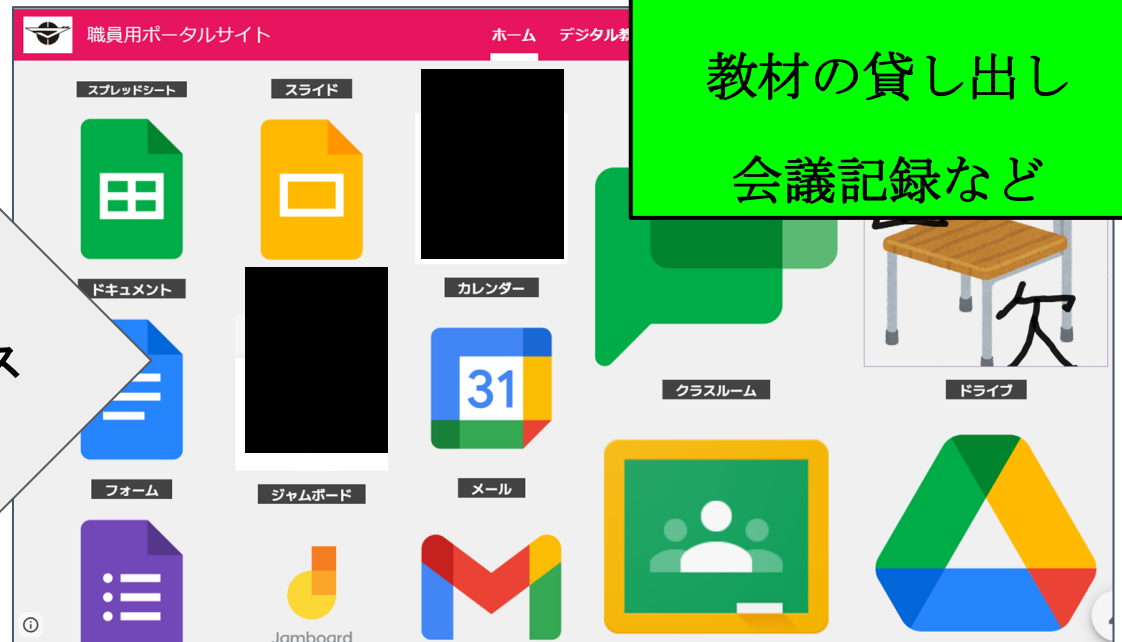 職員用ポータルサイト
ホーム デジタル教
教材の貸し出し
会議記録など
スプレッドシート
スライド
ドキュメント
カレンダー
ス
31
欠
クラスルーム
ドライブ
フォーム
ジャムボード
メール
Jamboard